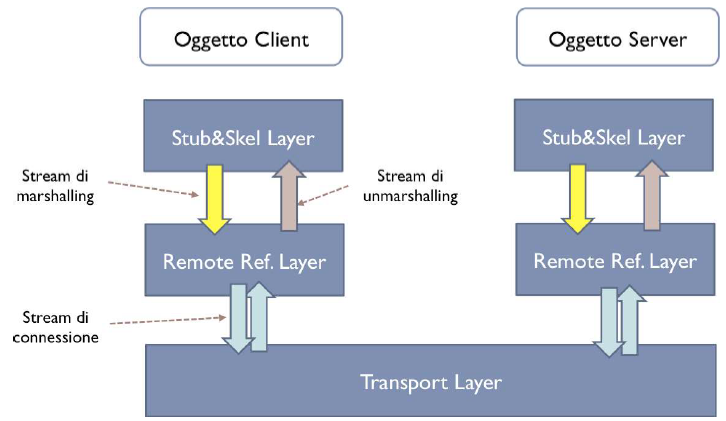 Oggetto Client
Oggetto Server
Stub&Skel Layer
Stub&Skel Layer
Stream di
marshalling
Stream di
unmarshalling
Remote Ref. Layer
Remote Ref. Layer
Stream di
connessione
Transport Layer